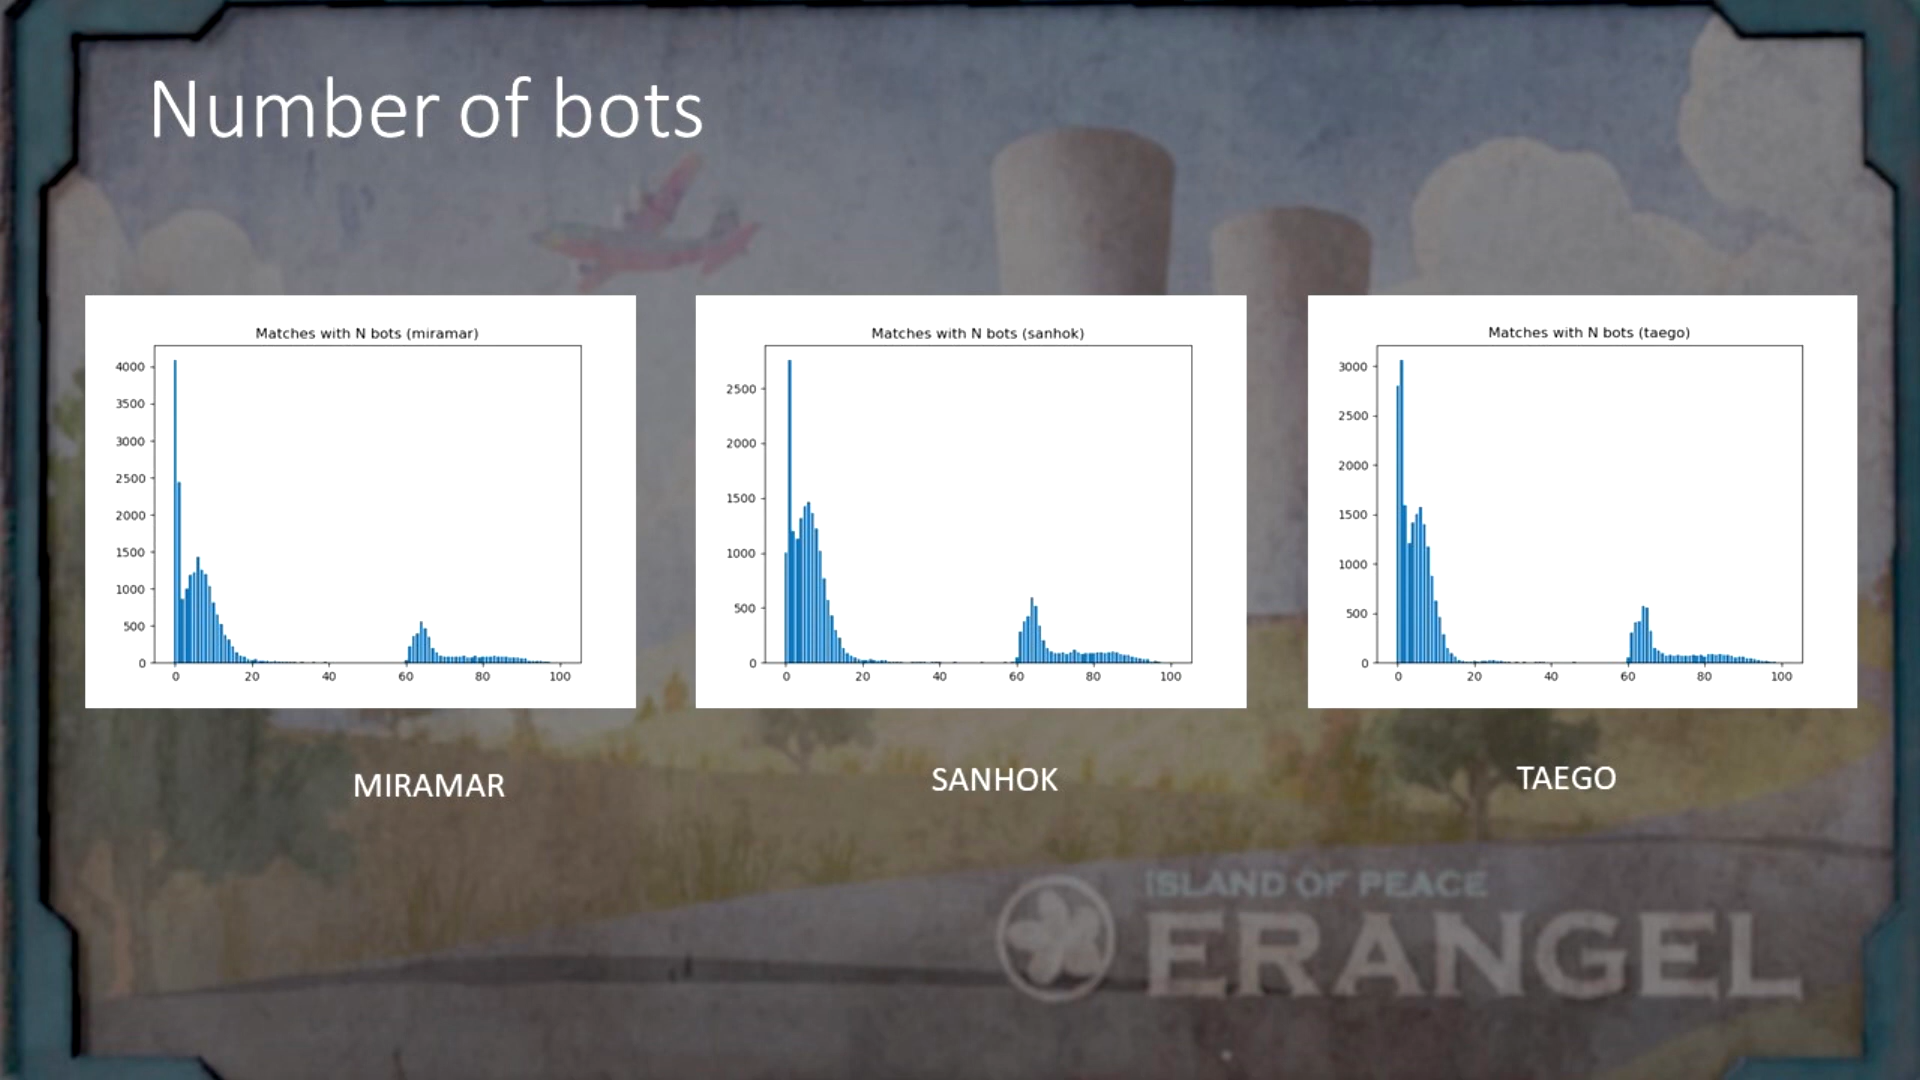 Number of bots
Matches with N bots (miramar)
4000
3500
3000
2500
2000
1500
1000
500
0
0 20 40 60 80 100
Matches with N bots (sanhok)
2500
2000
1500
1000
500
0
0 20 40 60 80 100
Matches with N bots (taego)
3000
2500
2000
1500
1000
500
0
0 20 40 60 80 100
MIRAMAR
SANHOK
TAEGO
ISLAND OF PEACE
ERANGEL